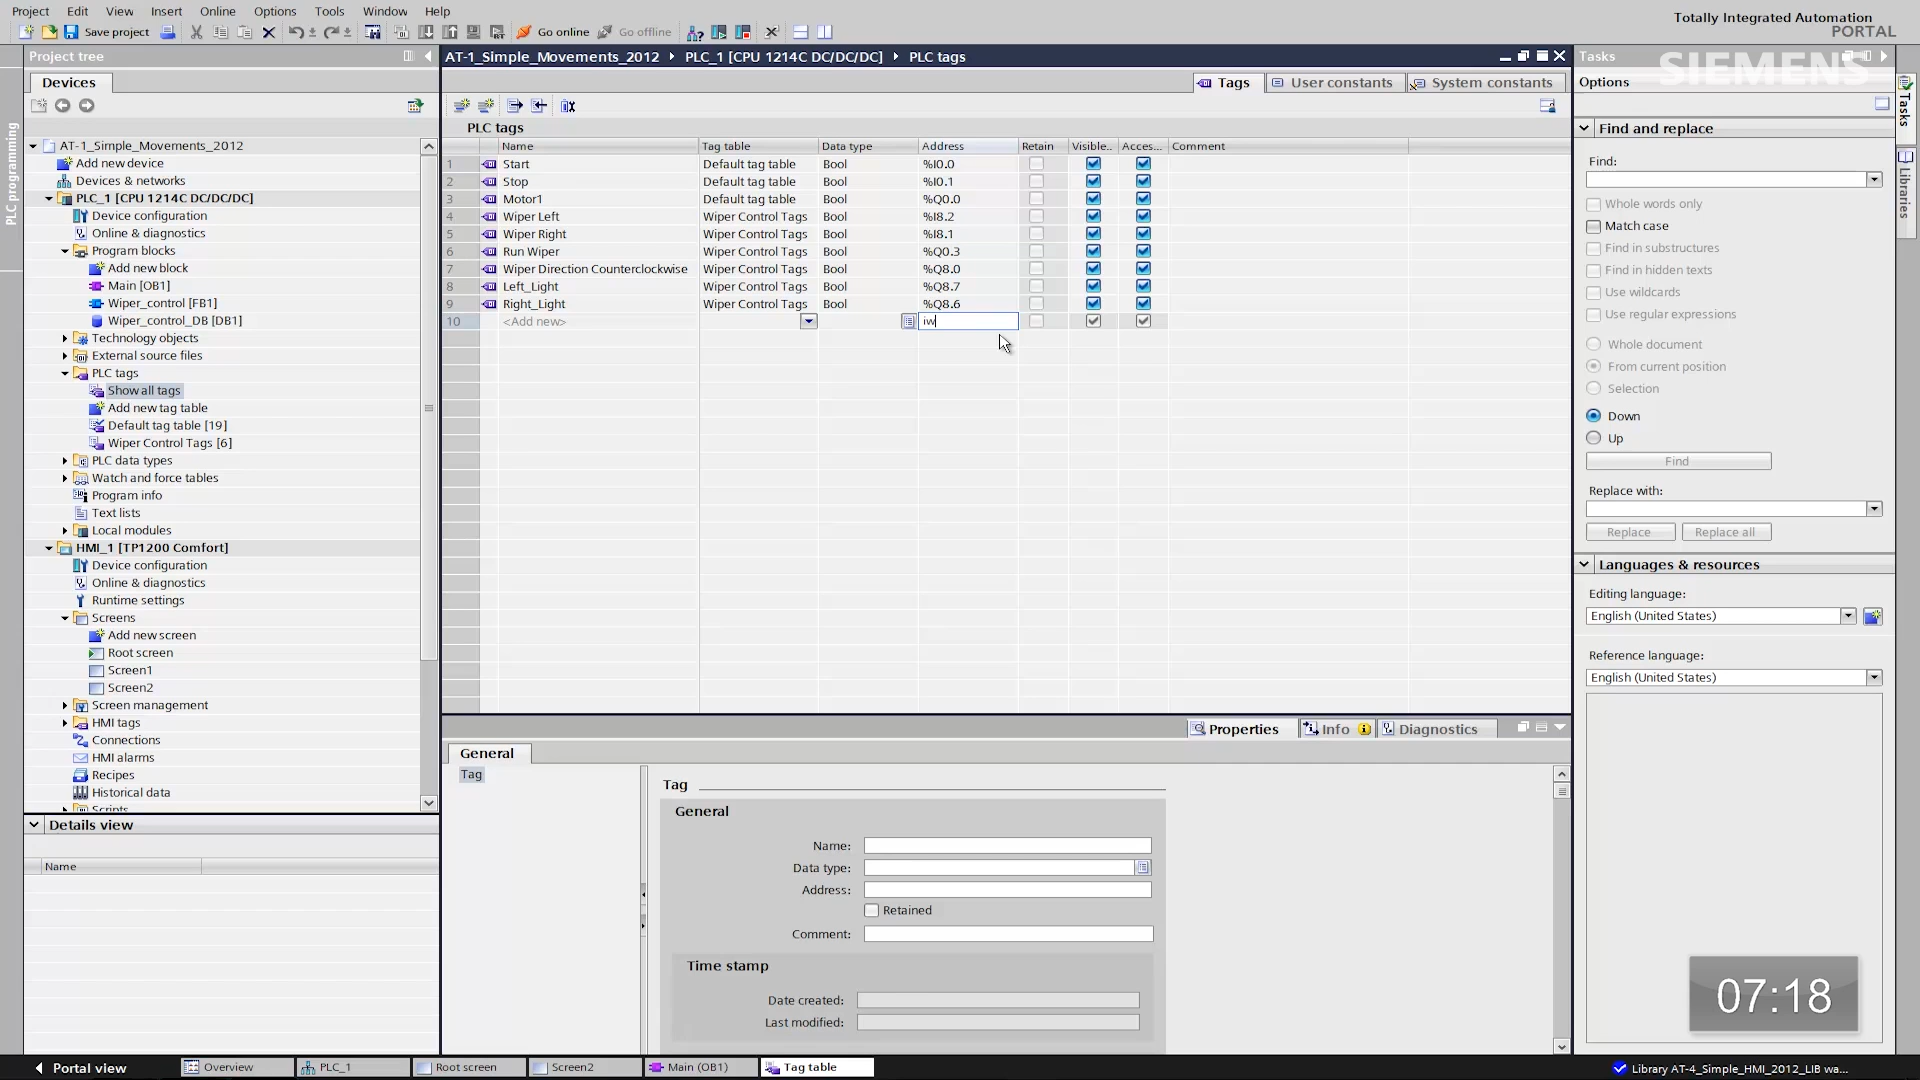 Project Edit View Insert Online Options Tools Window Help
Totally Integrated Automation
PORTAL
Save project
Go online
Go offline
Project tree
AT-1_Simple_Movements_2012 PLC_1 [CPU 1214C DC/DC/DC] PLC tags
Tasks
SIEMENS
Devices
Tags
User constants
System constants
Options
PLC programming
Tasks
Libraries
PLC tags
Name Tag table Data type Address Retain Visible.. Acces... Comment
1 Start Default tag table Bool %I0.0
2 Stop Default tag table Bool %I0.1
3 Motor1 Default tag table Bool %Q0.0
4 Wiper Left Wiper Control Tags Bool %I8.2
5 Wiper Right Wiper Control Tags Bool %I8.1
6 Run Wiper Wiper Control Tags Bool %Q0.3
7 Wiper Direction Counterclockwise Wiper Control Tags Bool %Q8.0
8 Left_Light Wiper Control Tags Bool %Q8.7
9 Right_Light Wiper Control Tags Bool %Q8.6
10 <Add new> iw
AT-1_Simple_Movements_2012
Add new device
Devices & networks
PLC_1 [CPU 1214C DC/DC/DC]
Device configuration
Online & diagnostics
Program blocks
Add new block
Main [OB1]
Wiper_control [FB1]
Wiper_control_DB [DB1]
Technology objects
External source files
PLC tags
Show all tags
Add new tag table
Default tag table [19]
Wiper Control Tags [6]
PLC data types
Watch and force tables
Program info
Text lists
Local modules
HMI_1 [TP1200 Comfort]
Device configuration
Online & diagnostics
Runtime settings
Screens
Add new screen
Root screen
Screen1
Screen2
Screen management
HMI tags
Connections
HMI alarms
Recipes
Historical data
Scripts
Details view
Name
Find and replace
Find:
Whole words only
Match case
Find in substructures
Find in hidden texts
Use wildcards
Use regular expressions
Whole document
From current position
Selection
Down
Up
Find
Replace with:
Replace
Replace all
Languages & resources
Editing language:
English (United States)
Reference language:
English (United States)
Properties
Info
Diagnostics
General
Tag
Tag
General
Name:
Data type:
Address:
Retained
Comment:
Time stamp
Date created:
Last modified:
07:18
Portal view
Overview
PLC_1
Root screen
Screen2
Main (OB1)
Tag table
Library AT-4_Simple_HMI_2012_LIB wa...